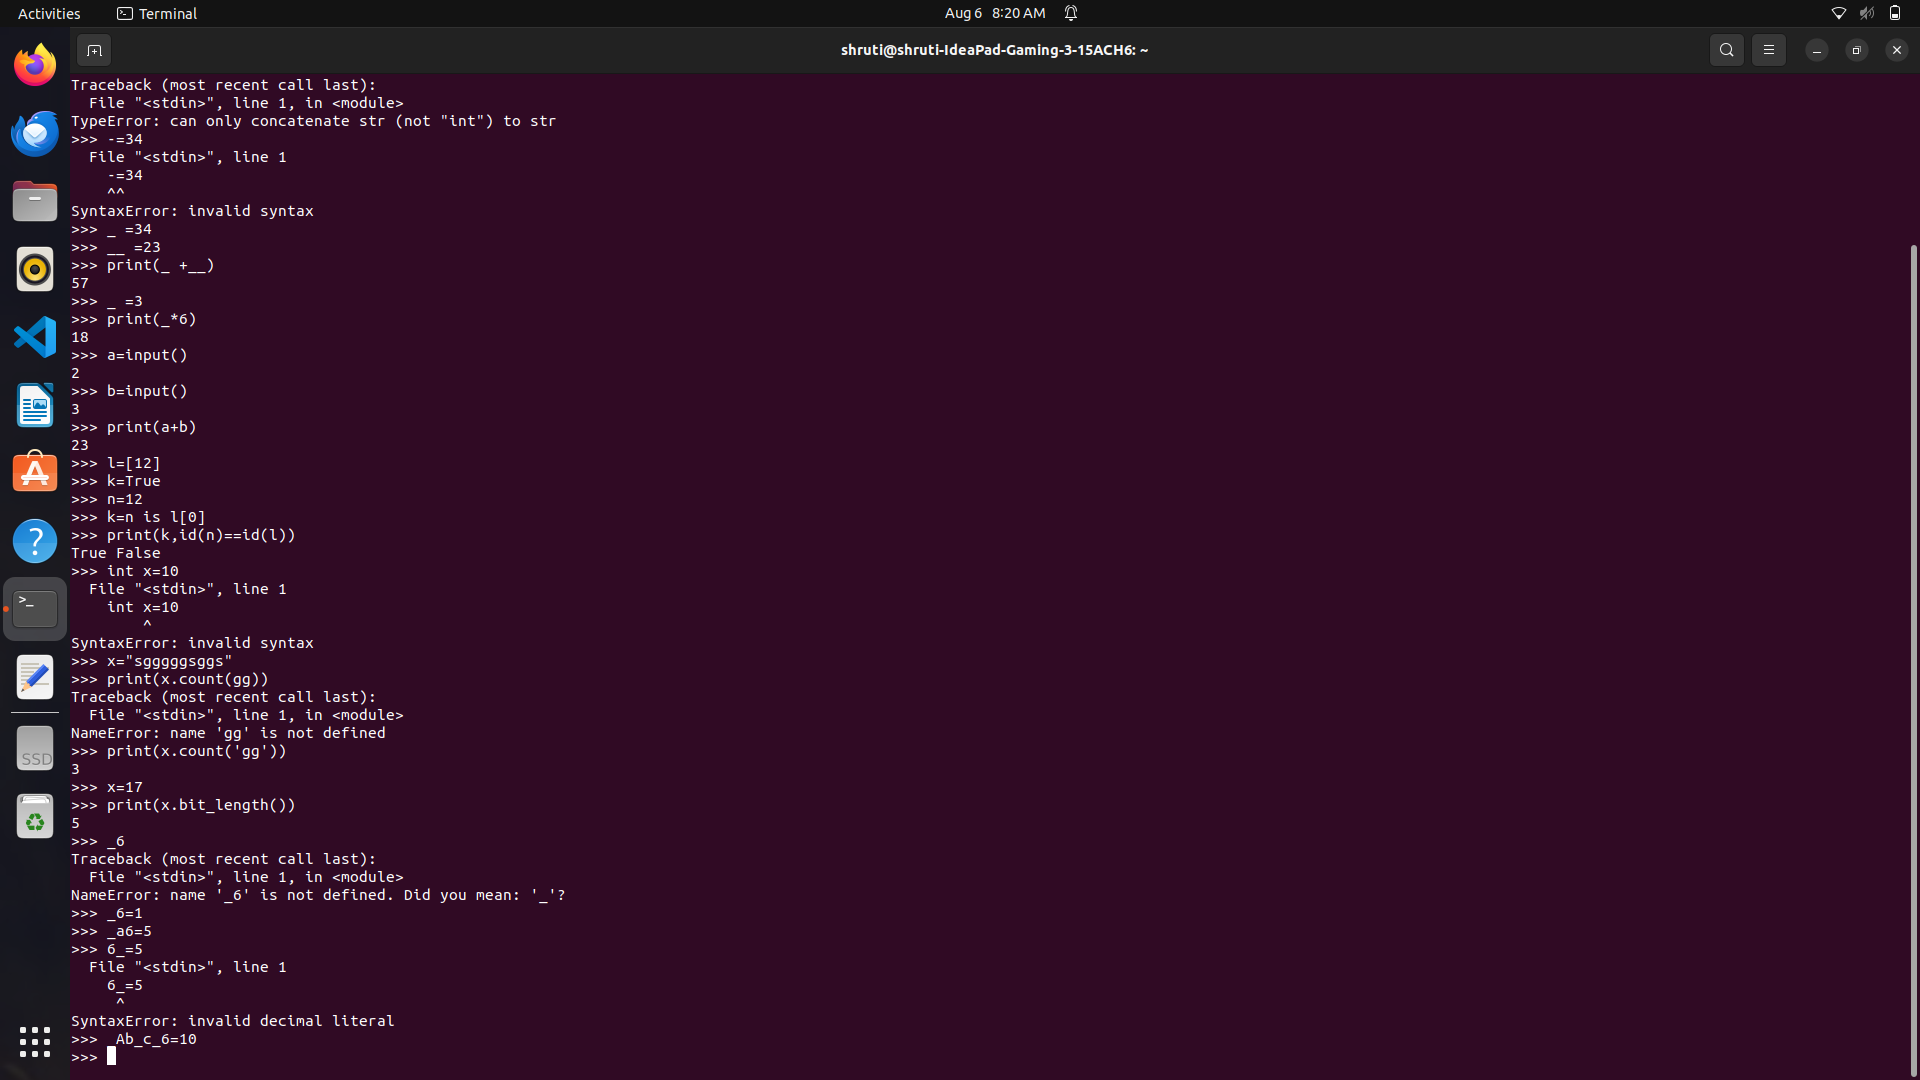 Activities
Terminal
Aug 6 8:20 AM
shruti@shruti-IdeaPad-Gaming-3-15ACH6: ~
Traceback (most recent call last):
  File "<stdin>", line 1, in <module>
TypeError: can only concatenate str (not "int") to str
>>> -=34
  File "<stdin>", line 1
    -=34
    ^^
SyntaxError: invalid syntax
>>> _ =34
>>> __ =23
>>> print(_ +__)
57
>>> _ =3
>>> print(_*6)
18
>>> a=input()
2
>>> b=input()
3
>>> print(a+b)
23
>>> l=[12]
>>> k=True
>>> n=12
>>> k=n is l[0]
>>> print(k,id(n)==id(l))
True False
>>> int x=10
  File "<stdin>", line 1
    int x=10
        ^
SyntaxError: invalid syntax
>>> x="sgggggsggs"
>>> print(x.count(gg))
Traceback (most recent call last):
  File "<stdin>", line 1, in <module>
NameError: name 'gg' is not defined
>>> print(x.count('gg'))
3
>>> x=17
>>> print(x.bit_length())
5
>>> _6
Traceback (most recent call last):
  File "<stdin>", line 1, in <module>
NameError: name '_6' is not defined. Did you mean: '_'?
>>> _6=1
>>> _a6=5
>>> 6_=5
  File "<stdin>", line 1
    6_=5
     ^
SyntaxError: invalid decimal literal
>>>  Ab_c_6=10
>>>
SSD